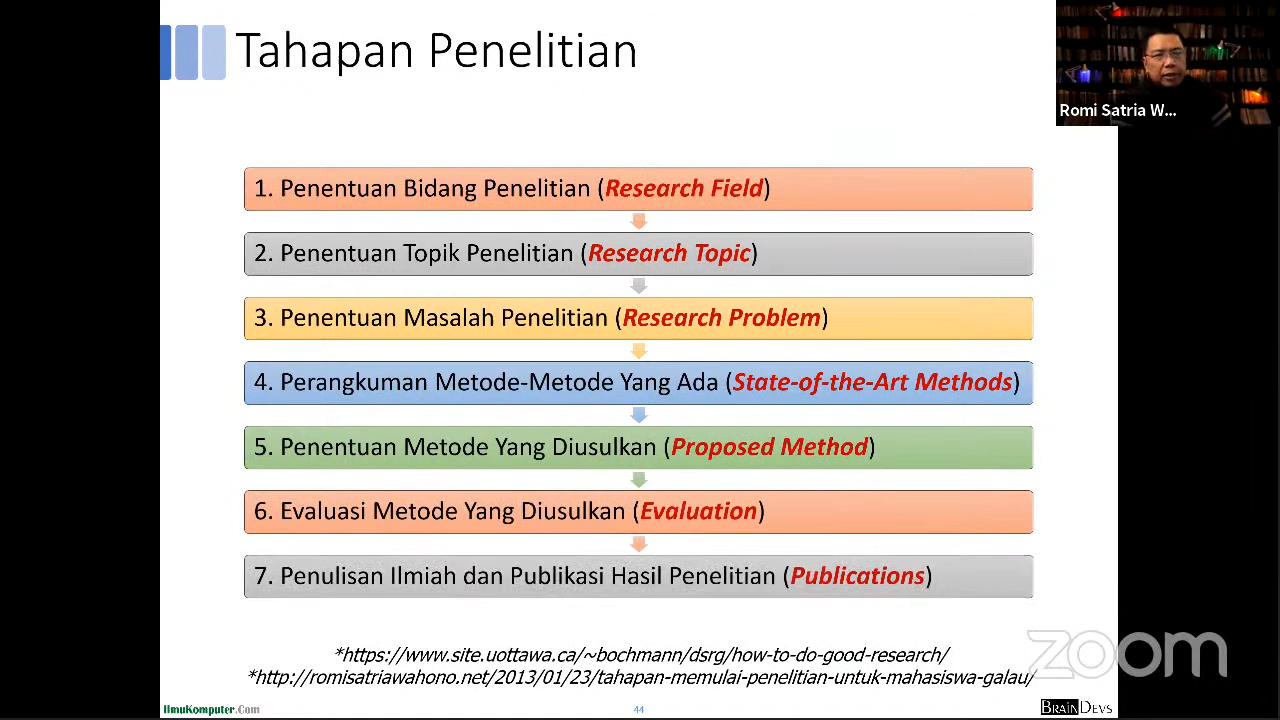 Tahapan Penelitian
Romi Satria W...
1. Penentuan Bidang Penelitian (Research Field)
2. Penentuan Topik Penelitian (Research Topic)
3. Penentuan Masalah Penelitian (Research Problem)
4. Perangkuman Metode-Metode Yang Ada (State-of-the-Art Methods)
5. Penentuan Metode Yang Diusulkan (Proposed Method)
6. Evaluasi Metode Yang Diusulkan (Evaluation)
7. Penulisan Ilmiah dan Publikasi Hasil Penelitian (Publications)
*https://www.site.uottawa.ca/~bochmann/dsrg/how-to-do-good-research/
*http://romisatriawahono.net/2013/01/23/tahapan-memulai-penelitian-untuk-mahasiswa-galau/
zoom
IlmuKomputer.Com
44
BRAINDEVS